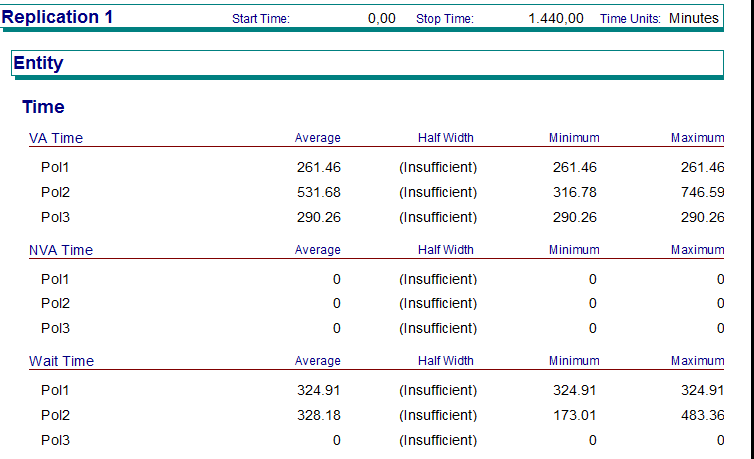 Replication 1 Start Time: 0,00 Stop Time: 1.440,00 Time Units: Minutes
Entity
Time
VA Time Average Half Width Minimum Maximum
Pol1 261.46 (Insufficient) 261.46 261.46
Pol2 531.68 (Insufficient) 316.78 746.59
Pol3 290.26 (Insufficient) 290.26 290.26
NVA Time Average Half Width Minimum Maximum
Pol1 0 (Insufficient) 0 0
Pol2 0 (Insufficient) 0 0
Pol3 0 (Insufficient) 0 0
Wait Time Average Half Width Minimum Maximum
Pol1 324.91 (Insufficient) 324.91 324.91
Pol2 328.18 (Insufficient) 173.01 483.36
Pol3 0 (Insufficient) 0 0